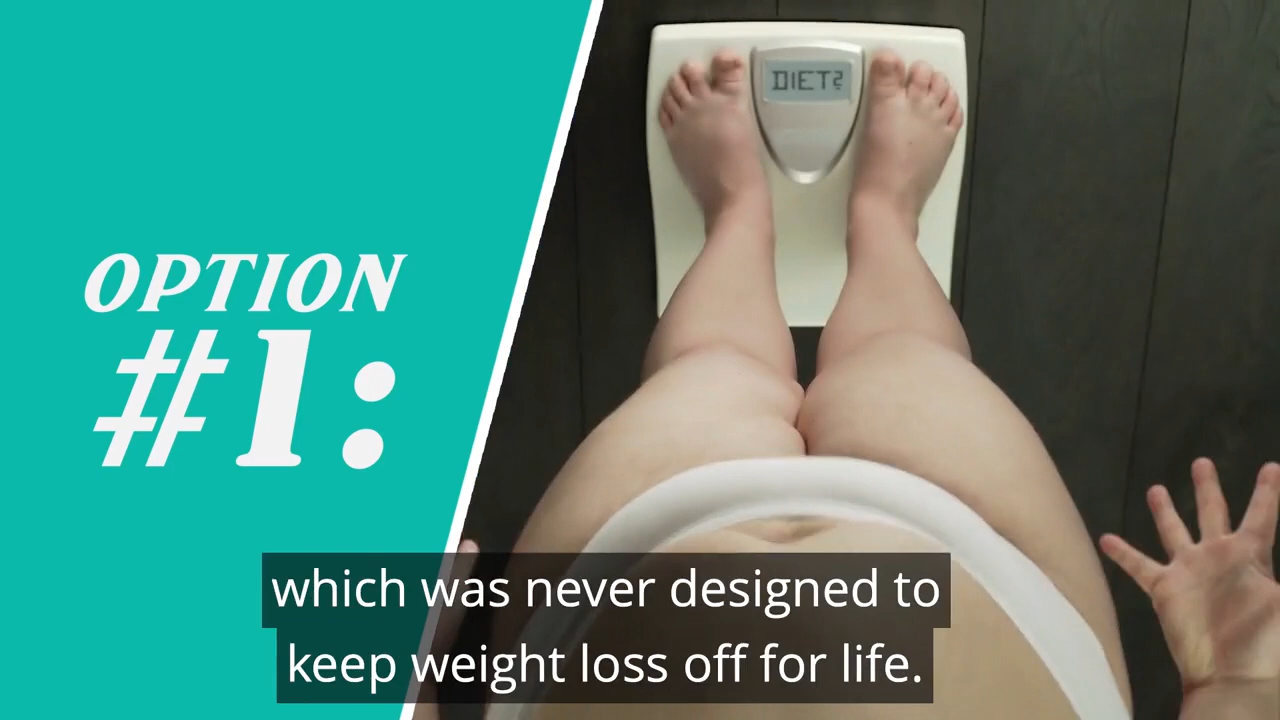 OPTION
#1:
DIET?
which was never designed to
keep weight loss off for life.